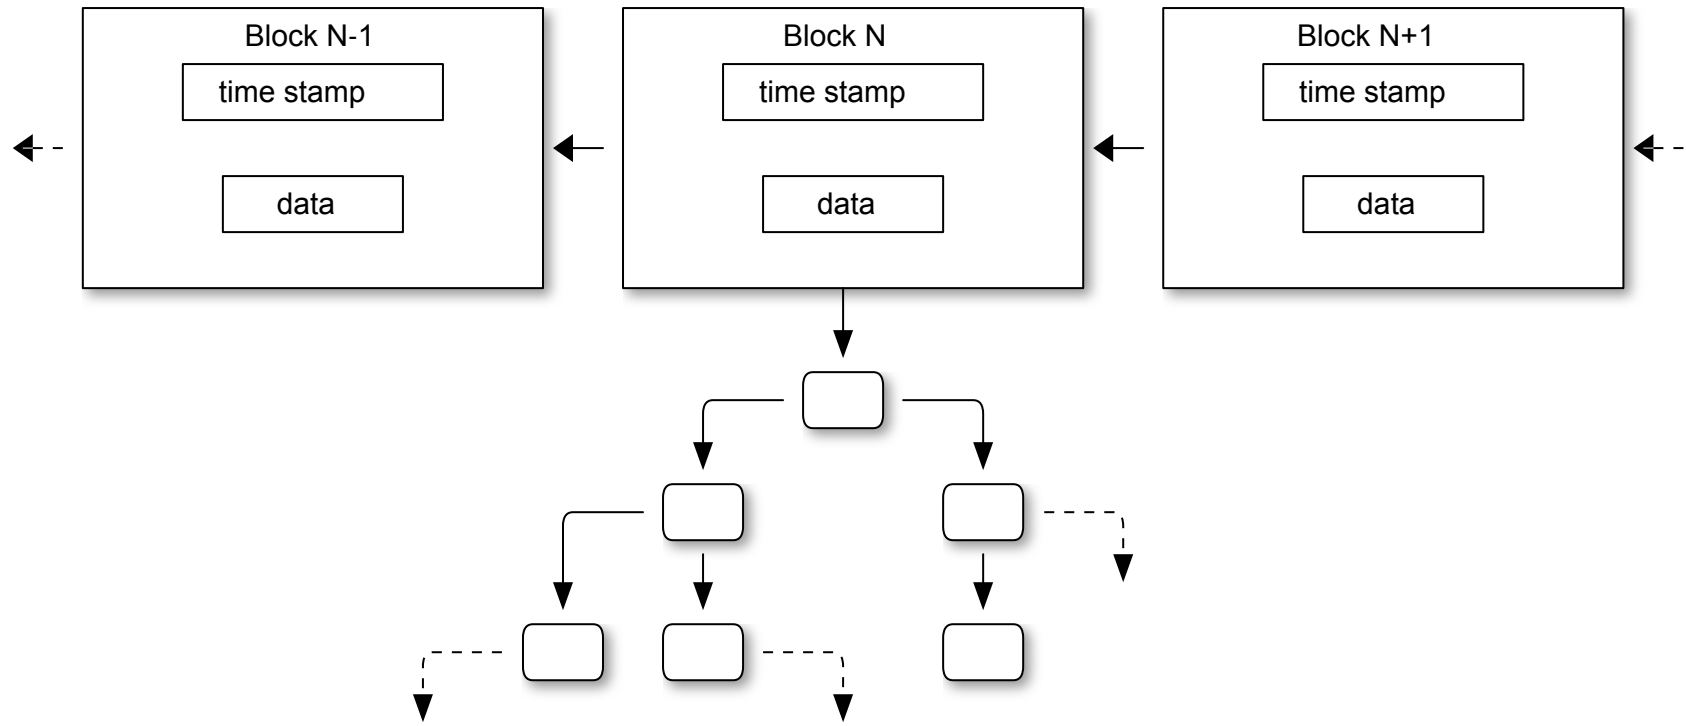 Block N-1
time stamp
data
Block N
time stamp
data
Block N+1
time stamp
data